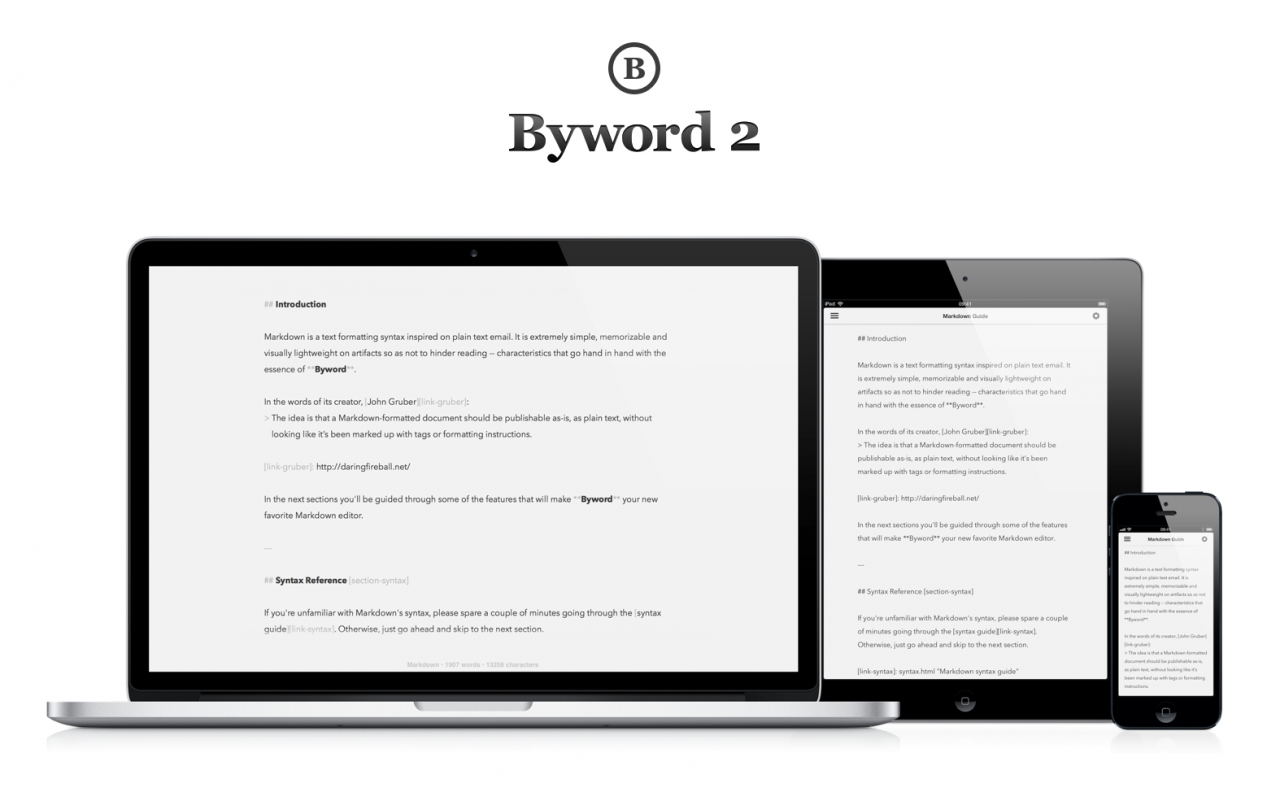 B
Byword 2
## Introduction
Markdown is a text formatting syntax inspired on plain text email. It is extremely simple, memorizable and
visually lightweight on artifacts so as not to hinder reading -- characteristics that go hand in hand with the
essence of **Byword**.
In the words of its creator, [John Gruber][link-gruber]:
> The idea is that a Markdown-formatted document should be publishable as-is, as plain text, without
looking like it's been marked up with tags or formatting instructions.
[link-gruber]: http://daringfireball.net/
In the next sections you'll be guided through some of the features that will make **Byword** your new
favorite Markdown editor.
---
## Syntax Reference [section-syntax]
If you're unfamiliar with Markdown's syntax, please spare a couple of minutes going through the [syntax
guide][link-syntax]. Otherwise, just go ahead and skip to the next section.
Markdown • 1907 words • 13258 characters
iPad 09:41
Markdown Guide
## Introduction
Markdown is a text formatting syntax inspired on plain text email. It
is extremely simple, memorizable and visually lightweight on
artifacts so as not to hinder reading -- characteristics that go hand
in hand with the essence of **Byword**.
In the words of its creator, [John Gruber][link-gruber]:
> The idea is that a Markdown-formatted document should be
publishable as-is, as plain text, without looking like it's been
marked up with tags or formatting instructions.
[link-gruber]: http://daringfireball.net/
In the next sections you'll be guided through some of the features
that will make **Byword** your new favorite Markdown editor.
---
## Syntax Reference [section-syntax]
If you're unfamiliar with Markdown's syntax, please spare a couple
of minutes going through the [syntax guide][link-syntax].
Otherwise, just go ahead and skip to the next section.
[link-syntax]: syntax.html "Markdown syntax guide"
09:41
Markdown Guide
## Introduction
Markdown is a text formatting syntax
inspired on plain text email. It is
extremely simple, memorizable and
visually lightweight on artifacts so as not
to hinder reading -- characteristics that
go hand in hand with the essence of
**Byword**.
In the words of its creator, [John Gruber]
[link-gruber]:
> The idea is that a Markdown-formatted
document should be publishable as-is,
as plain text, without looking like it's
been marked up with tags or formatting
instructions.